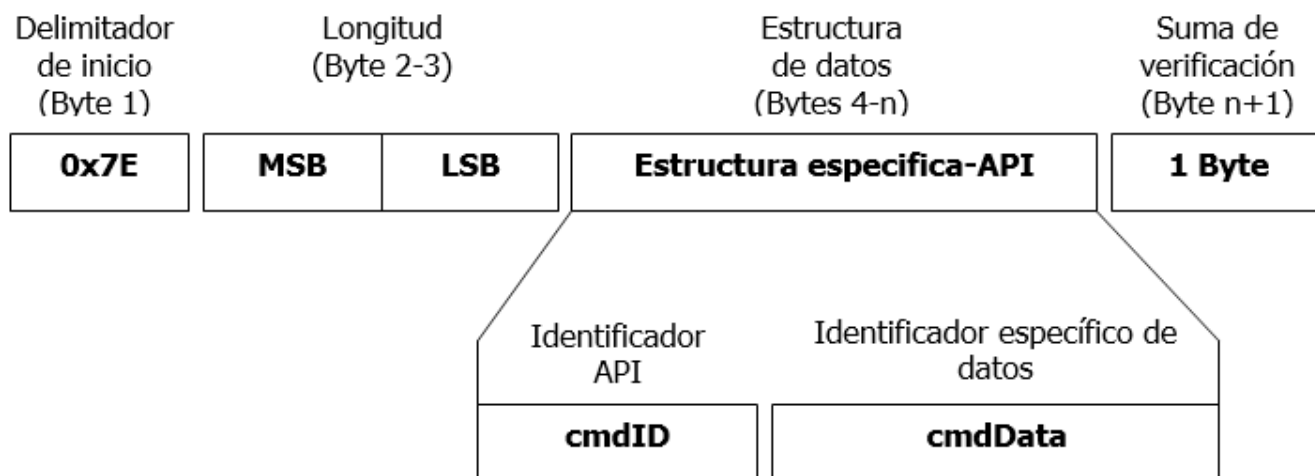 Delimitador
de inicio
(Byte 1)
Longitud
(Byte 2-3)
Estructura
de datos
(Bytes 4-n)
Suma de
verificación
(Byte n+1)
0x7E
MSB
LSB
Estructura especifica-API
1 Byte
Identificador
API
Identificador específico de
datos
cmdID
cmdData